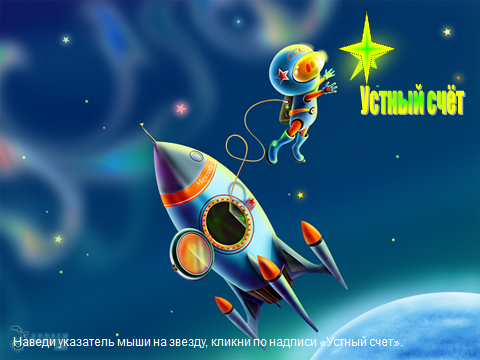 Устный счёт
Наведи указатель мыши на звезду, кликни по надписи «Устный счет».